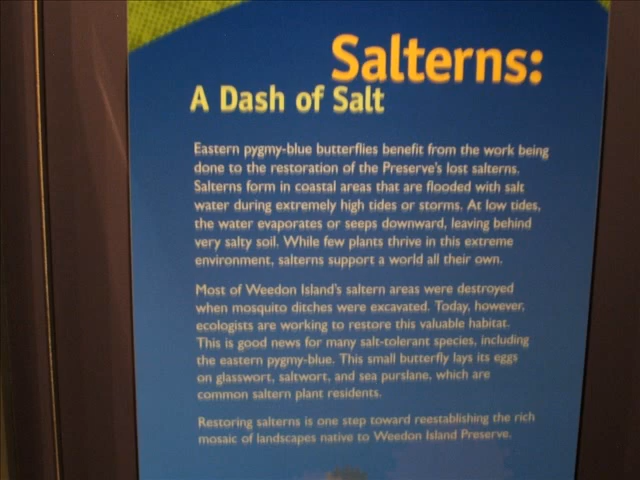 Salterns:
A Dash of Salt
Eastern pygmy-blue butterflies benefit from the work being
done to the restoration of the Preserve's lost salterns.
Salterns form in coastal areas that are flooded with salt
water during extremely high tides or storms. At low tides,
the water evaporates or seeps downward, leaving behind
very salty soil. While few plants thrive in this extreme
environment, salterns support a world all their own.
Most of Weedon Island's saltern areas were destroyed
when mosquito ditches were excavated. Today, however,
ecologists are working to restore this valuable habitat.
This is good news for many salt-tolerant species, including
the eastern pygmy-blue. This small butterfly lays its eggs
on glasswort, saltwort, and sea purslane, which are
common saltern plant residents.
Restoring salterns is one step toward reestablishing the rich
mosaic of landscapes native to Weedon Island Preserve.